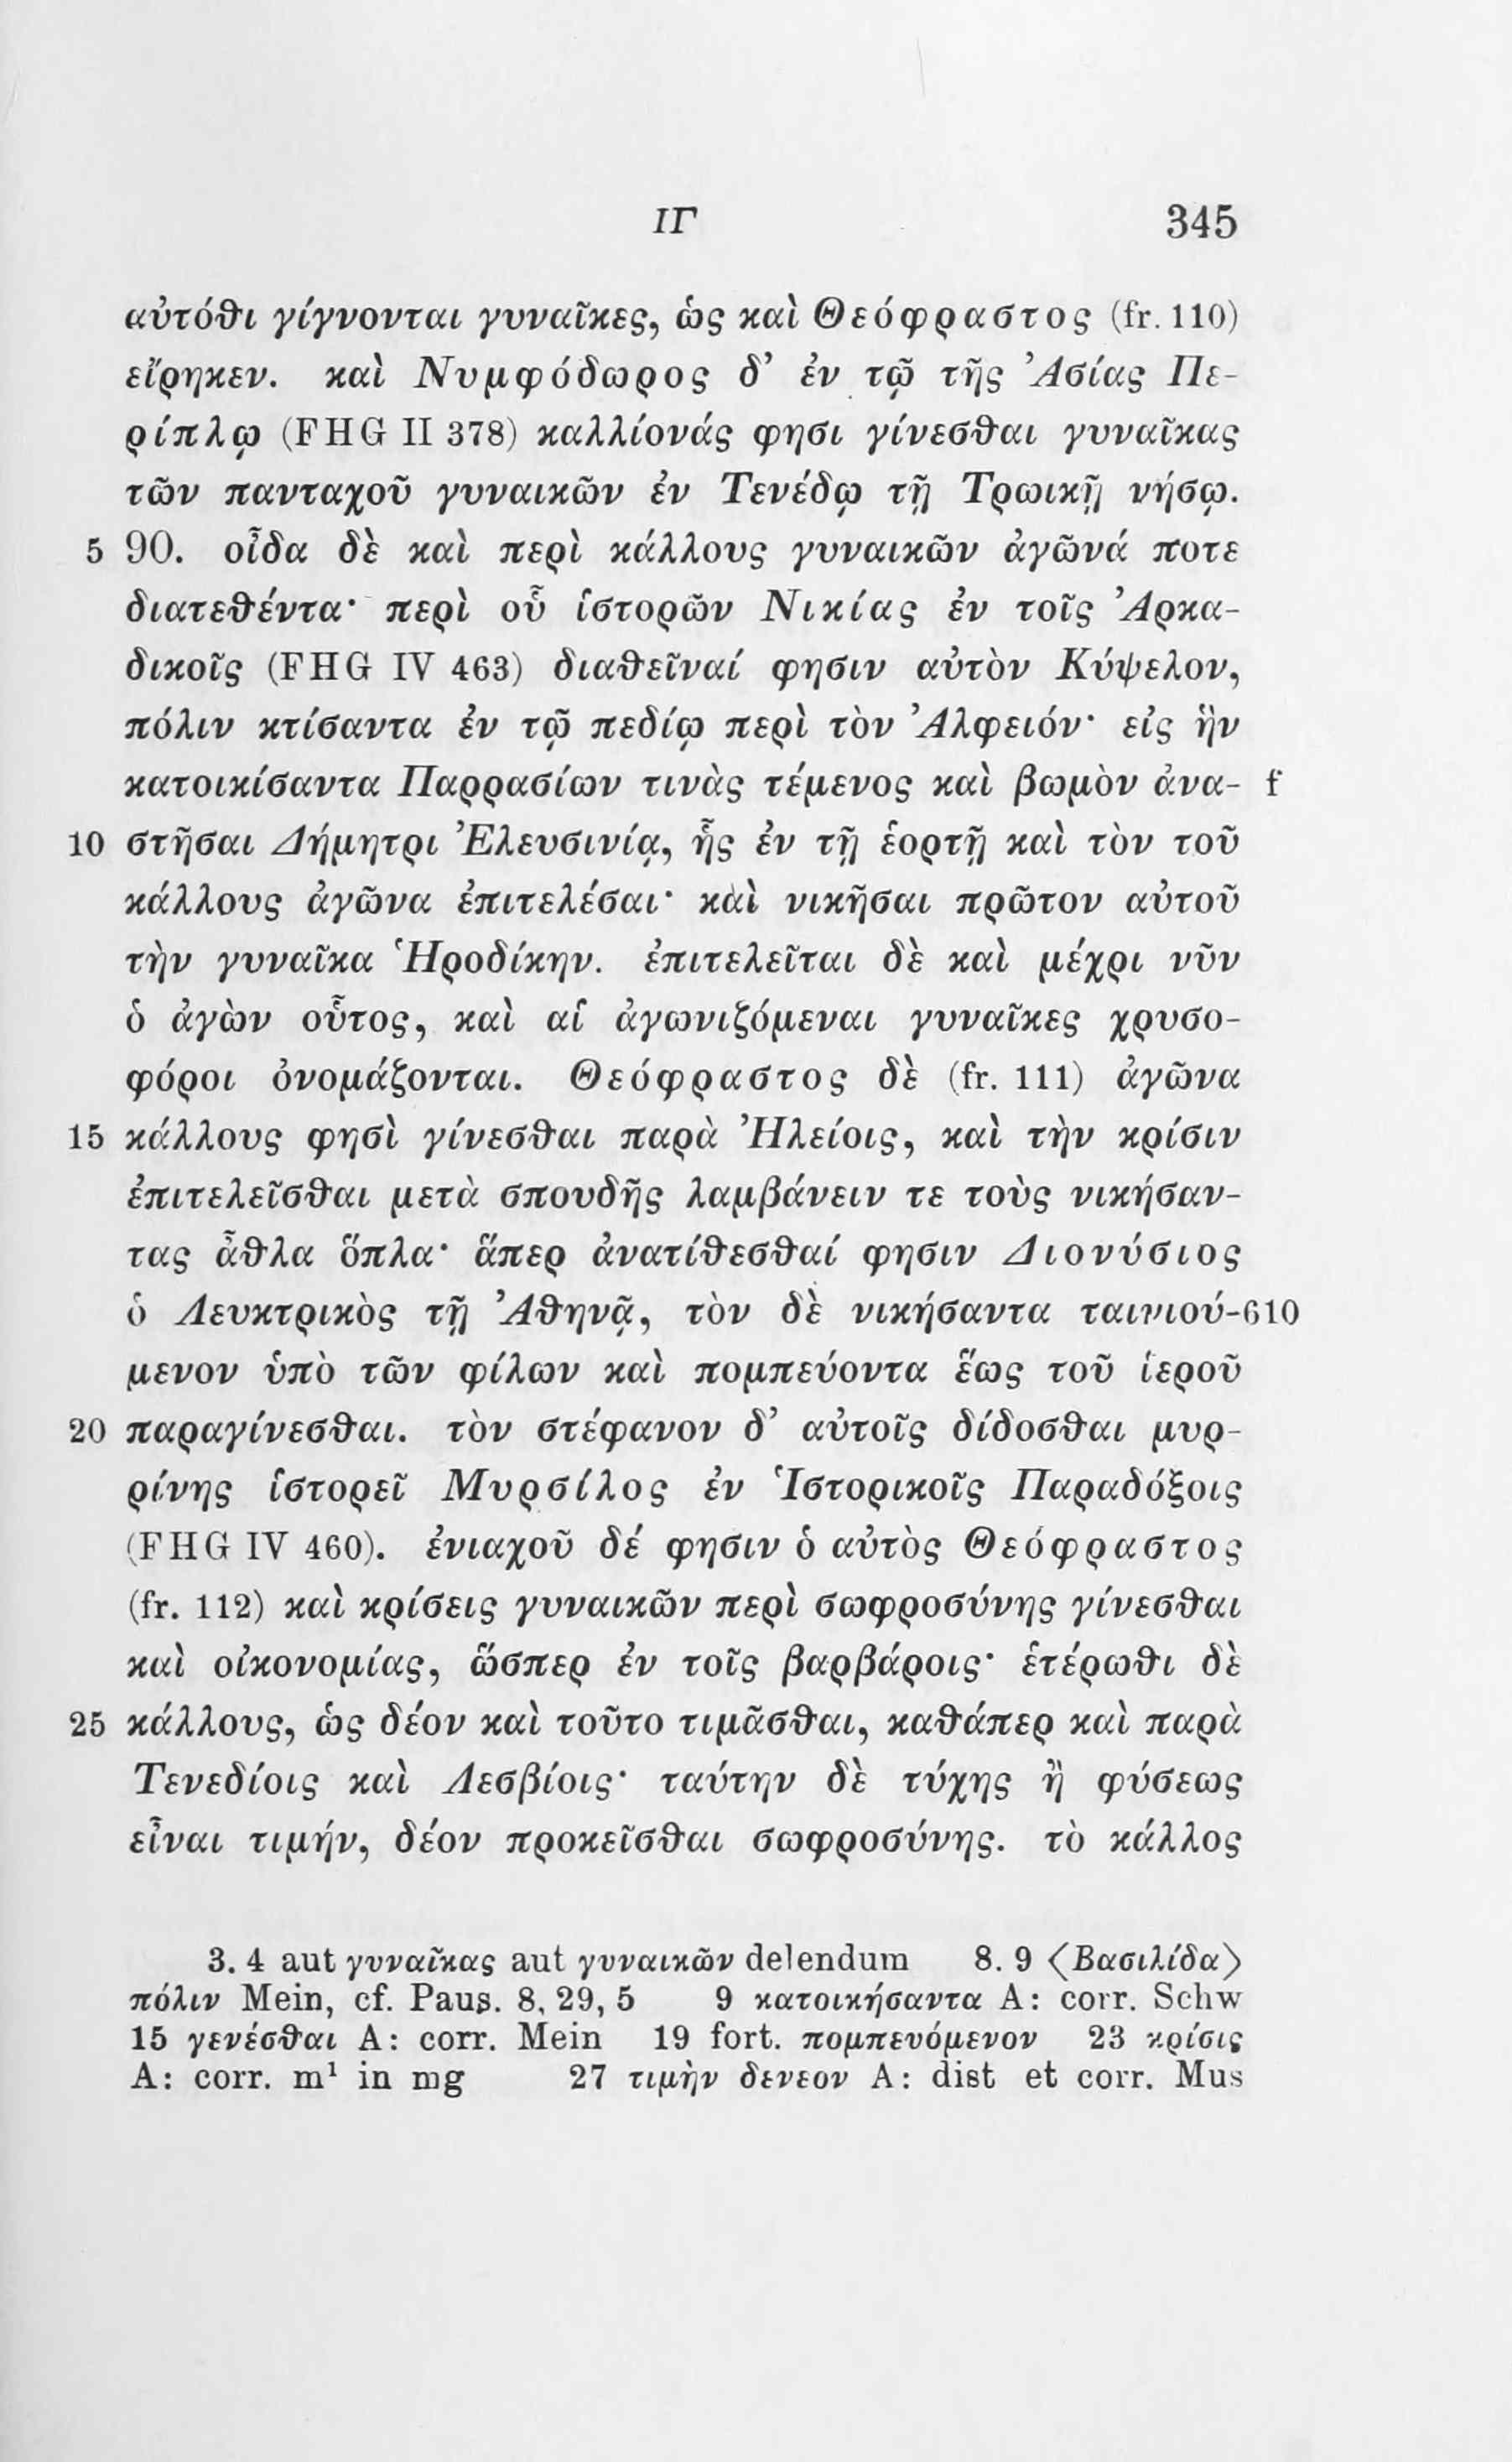 ΙΓ 345
αὐτόθι γίγνονται γυναῖκες, ὡς καὶ Θεόφραστος (fr. 110)
εἴρηκεν. καὶ Νυμφόδωρος δ’ ἐν τῷ τῆς Ἀσίας Πε-
ρίπλῳ (FHG II 378) καλλίονάς φησι γίνεσθαι γυναῖκας
τῶν πανταχοῦ γυναικῶν ἐν Τενέδῳ τῇ Τρωικῇ νήσῳ.
5 90. οἶδα δὲ καὶ περὶ κάλλους γυναικῶν ἀγῶνά ποτε
διατεθέντα· περὶ οὗ ἱστορῶν Νικίας ἐν τοῖς Ἀρκα-
δικοῖς (FHG IV 463) διαθεῖναί φησιν αὐτὸν Κύψελον,
πόλιν κτίσαντα ἐν τῷ πεδίῳ περὶ τὸν Ἀλφειόν· εἰς ἣν
κατοικίσαντα Παρρασίων τινὰς τέμενος καὶ βωμὸν ἀνα- f
10 στῆσαι Δήμητρι Ἐλευσινίᾳ, ἧς ἐν τῇ ἑορτῇ καὶ τὸν τοῦ
κάλλους ἀγῶνα ἐπιτελέσαι· καὶ νικῆσαι πρῶτον αὐτοῦ
τὴν γυναῖκα Ἡροδίκην. ἐπιτελεῖται δὲ καὶ μέχρι νῦν
ὁ ἀγὼν οὗτος, καὶ αἱ ἀγωνιζόμεναι γυναῖκες χρυσο-
φόροι ὀνομάζονται. Θεόφραστος δὲ (fr. 111) ἀγῶνα
15 κάλλους φησὶ γίνεσθαι παρὰ Ἠλείοις, καὶ τὴν κρίσιν
ἐπιτελεῖσθαι μετὰ σπουδῆς λαμβάνειν τε τοὺς νικήσαν-
τας ἆθλα ὅπλα· ἅπερ ἀνατίθεσθαί φησιν Διονύσιος
ὁ Λευκτρικὸς τῇ Ἀθηνᾷ, τὸν δὲ νικήσαντα ταινιού- 610
μενον ὑπὸ τῶν φίλων καὶ πομπεύοντα ἕως τοῦ ἱεροῦ
20 παραγίνεσθαι. τὸν στέφανον δ’ αὐτοῖς δίδοσθαι μυρ-
ρίνης ἱστορεῖ Μυρσίλος ἐν Ἱστορικοῖς Παραδόξοις
(FHG IV 460). ἐνιαχοῦ δέ φησιν ὁ αὐτὸς Θεόφραστος
(fr. 112) καὶ κρίσεις γυναικῶν περὶ σωφροσύνης γίνεσθαι
καὶ οἰκονομίας, ὥσπερ ἐν τοῖς βαρβάροις· ἑτέρωθι δὲ
25 κάλλους, ὡς δέον καὶ τοῦτο τιμᾶσθαι, καθάπερ καὶ παρὰ
Τενεδίοις καὶ Λεσβίοις· ταύτην δὲ τύχης ἢ φύσεως
εἶναι τιμήν, δέον προκεῖσθαι σωφροσύνης. τὸ κάλλος
3. 4 aut γυναῖκας aut γυναικῶν delendum 8. 9 ⟨Βασιλίδα⟩
πόλιν Mein, cf. Paus. 8, 29, 5 9 κατοικήσαντα A: corr. Schw
15 γενέσθαι A: corr. Mein 19 fort. πομπευόμενον 23 κρίσις
A: corr. m¹ in mg 27 τιμὴν δενεον A: dist et corr. Mus